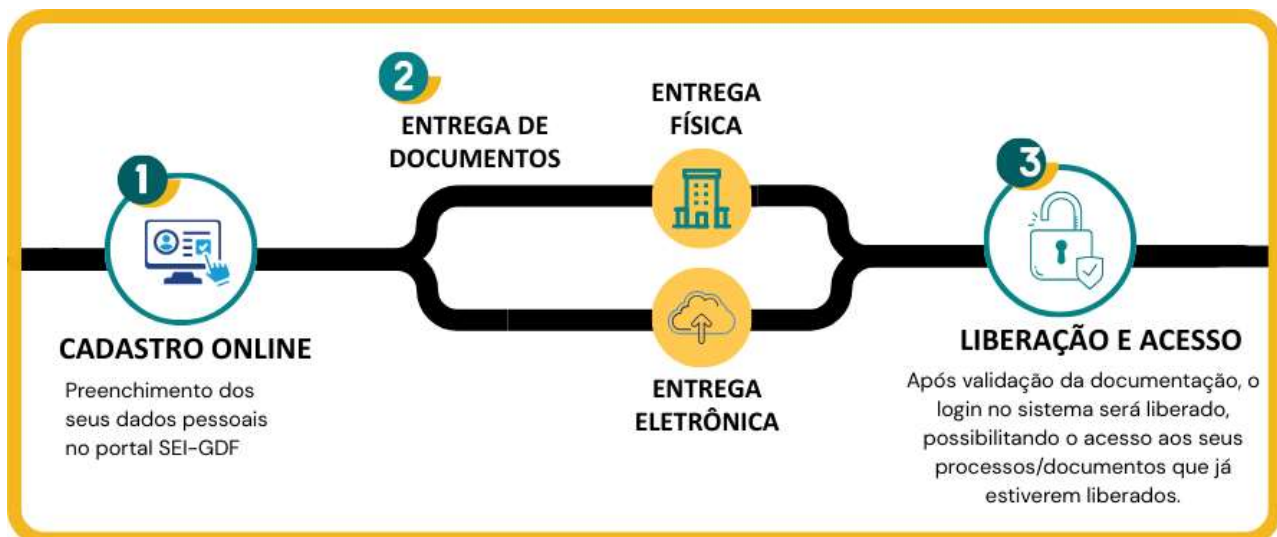 1
CADASTRO ONLINE
Preenchimento dos
seus dados pessoais
no portal SEI-GDF
2
ENTREGA DE
DOCUMENTOS
ENTREGA
FÍSICA
ENTREGA
ELETRÔNICA
3
LIBERAÇÃO E ACESSO
Após validação da documentação, o
login no sistema será liberado,
possibilitando o acesso aos seus
processos/documentos que já
estiverem liberados.